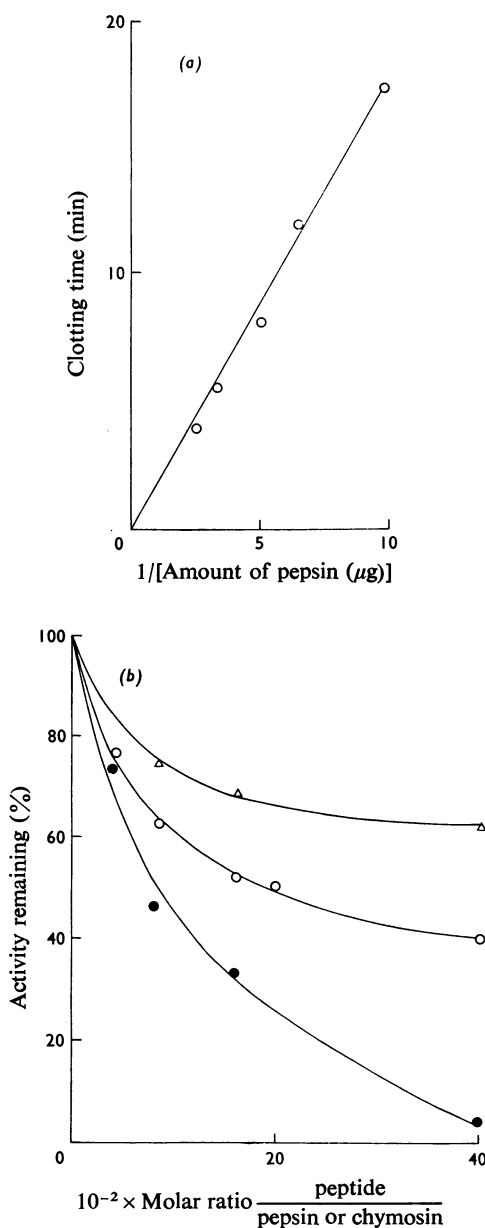 (a)
20
10
0
5
10
Clotting time (min)
1/[Amount of pepsin (μg)]
(b)
100
80
60
40
20
0
20
40
Activity remaining (%)
10⁻² × Molar ratio peptide
pepsin or chymosin